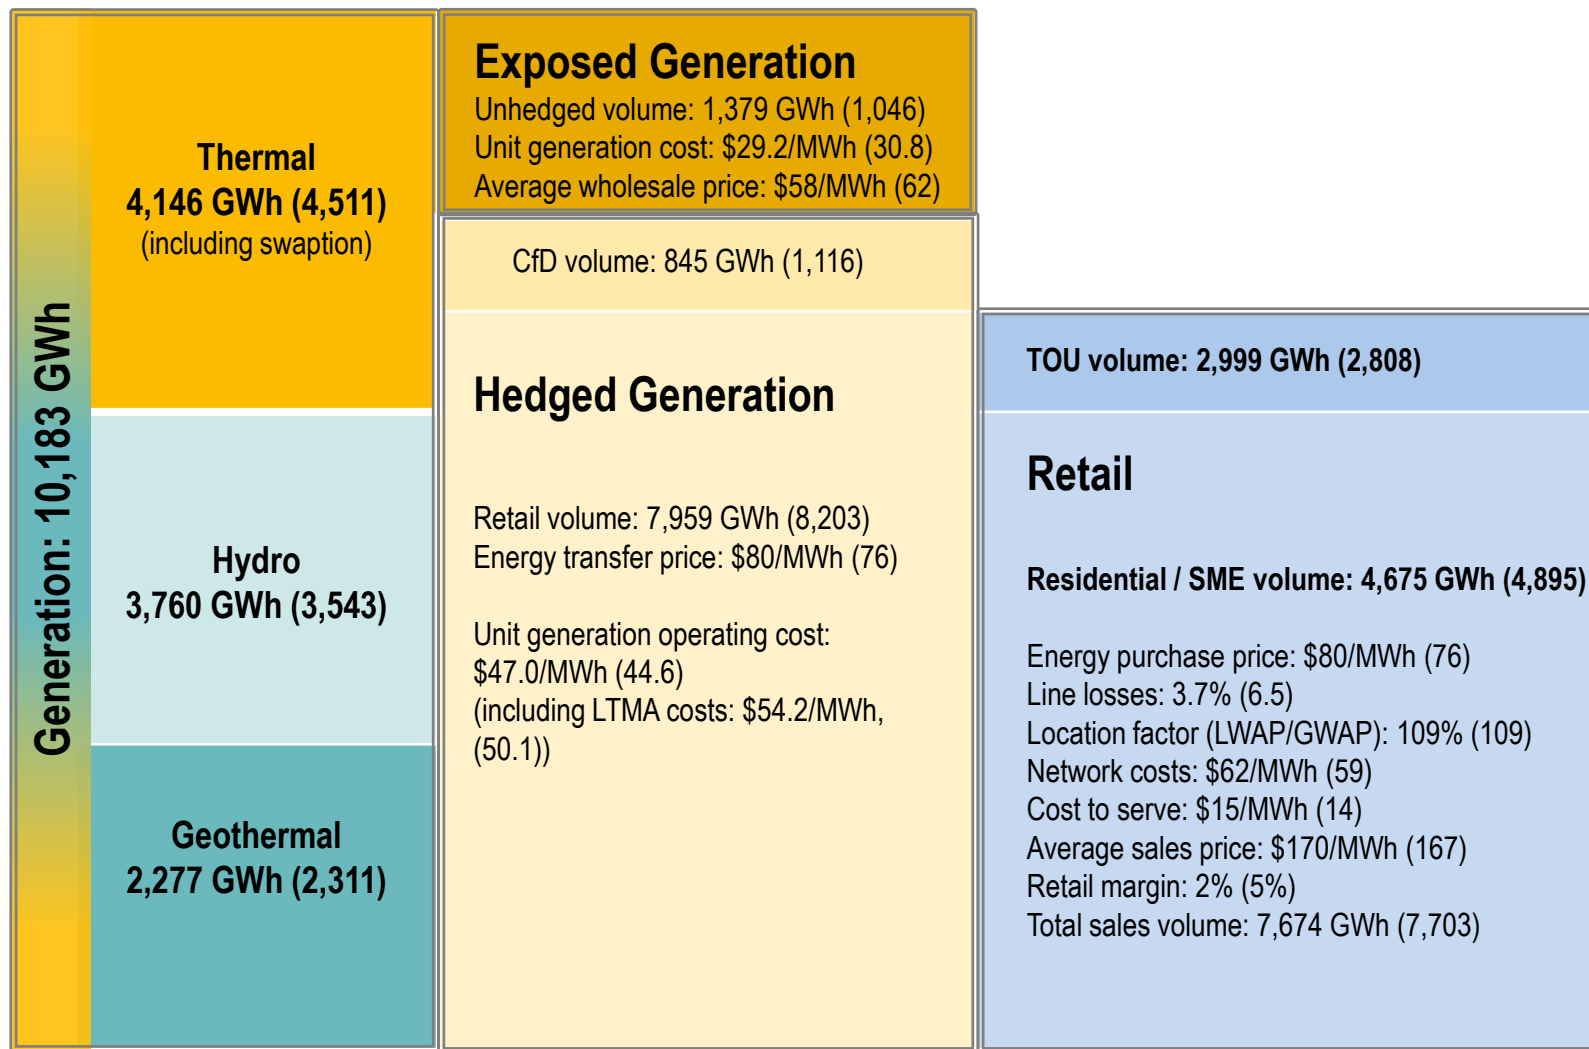 Generation: 10,183 GWh
Thermal
4,146 GWh (4,511)
(including swaption)
Hydro
3,760 GWh (3,543)
Geothermal
2,277 GWh (2,311)
Exposed Generation
Unhedged volume: 1,379 GWh (1,046)
Unit generation cost: $29.2/MWh (30.8)
Average wholesale price: $58/MWh (62)
CfD volume: 845 GWh (1,116)
Hedged Generation
Retail volume: 7,959 GWh (8,203)
Energy transfer price: $80/MWh (76)
Unit generation operating cost:
$47.0/MWh (44.6)
(including LTMA costs: $54.2/MWh,
(50.1))
TOU volume: 2,999 GWh (2,808)
Retail
Residential / SME volume: 4,675 GWh (4,895)
Energy purchase price: $80/MWh (76)
Line losses: 3.7% (6.5)
Location factor (LWAP/GWAP): 109% (109)
Network costs: $62/MWh (59)
Cost to serve: $15/MWh (14)
Average sales price: $170/MWh (167)
Retail margin: 2% (5%)
Total sales volume: 7,674 GWh (7,703)